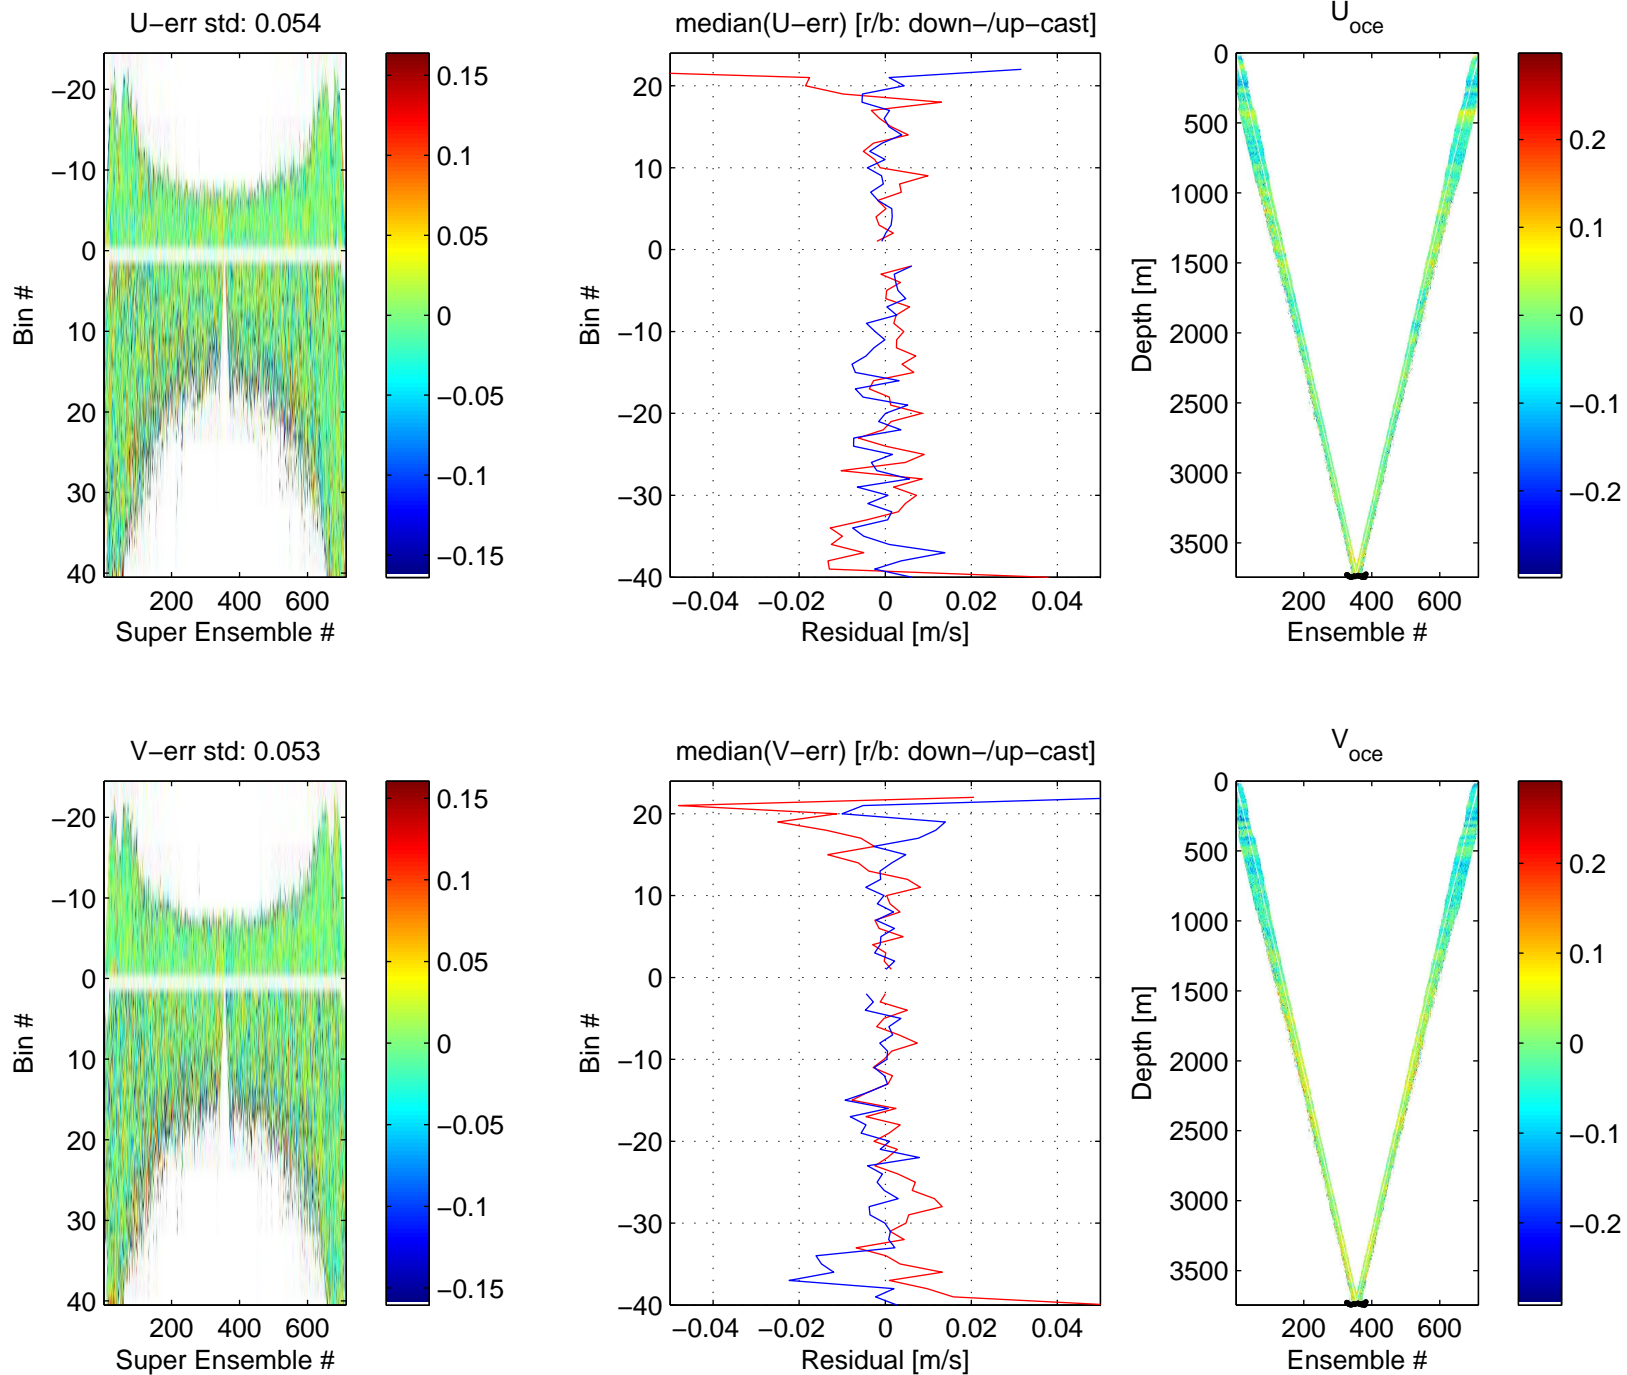 U−err std: 0.054
−20
−10
0
10
20
30
40
Bin #
200 400 600
Super Ensemble #
0.15
0.1
0.05
0
−0.05
−0.1
−0.15
median(U−err) [r/b: down−/up−cast]
20
10
0
−10
−20
−30
−40
Bin #
−0.04 −0.02 0 0.02 0.04
Residual [m/s]
U oce
0
500
1000
1500
2000
2500
3000
3500
Depth [m]
200 400 600
Ensemble #
0.2
0.1
0
−0.1
−0.2
V−err std: 0.053
−20
−10
0
10
20
30
40
Bin #
200 400 600
Super Ensemble #
0.15
0.1
0.05
0
−0.05
−0.1
−0.15
median(V−err) [r/b: down−/up−cast]
20
10
0
−10
−20
−30
−40
Bin #
−0.04 −0.02 0 0.02 0.04
Residual [m/s]
V oce
0
500
1000
1500
2000
2500
3000
3500
Depth [m]
200 400 600
Ensemble #
0.2
0.1
0
−0.1
−0.2